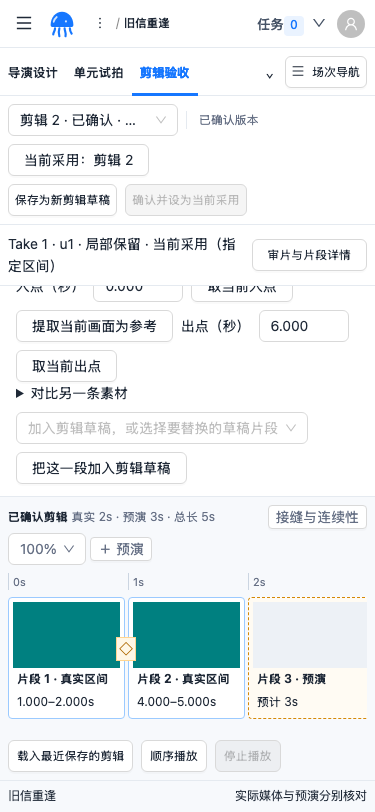 ⋮ / 旧信重逢 任务 0
导演设计 单元试拍 剪辑验收 场次导航
剪辑 2 · 已确认 · ... 已确认版本
当前采用：剪辑 2
保存为新剪辑草稿 确认并设为当前采用
Take 1 · u1 · 局部保留 · 当前采用（指
定区间） 审片与片段详情
入点（秒） 0.000 取当前入点
提取当前画面为参考 出点（秒） 6.000
取当前出点
▶ 对比另一条素材
加入剪辑草稿，或选择要替换的草稿片段
把这一段加入剪辑草稿
已确认剪辑 真实 2s · 预演 3s · 总长 5s 接缝与连续性
100% + 预演
0s 1s 2s
片段 1 · 真实区间 片段 2 · 真实区间 片段 3 · 预演
1.000–2.000s 4.000–5.000s 预计 3s
载入最近保存的剪辑 顺序播放 停止播放
旧信重逢 实际媒体与预演分别核对